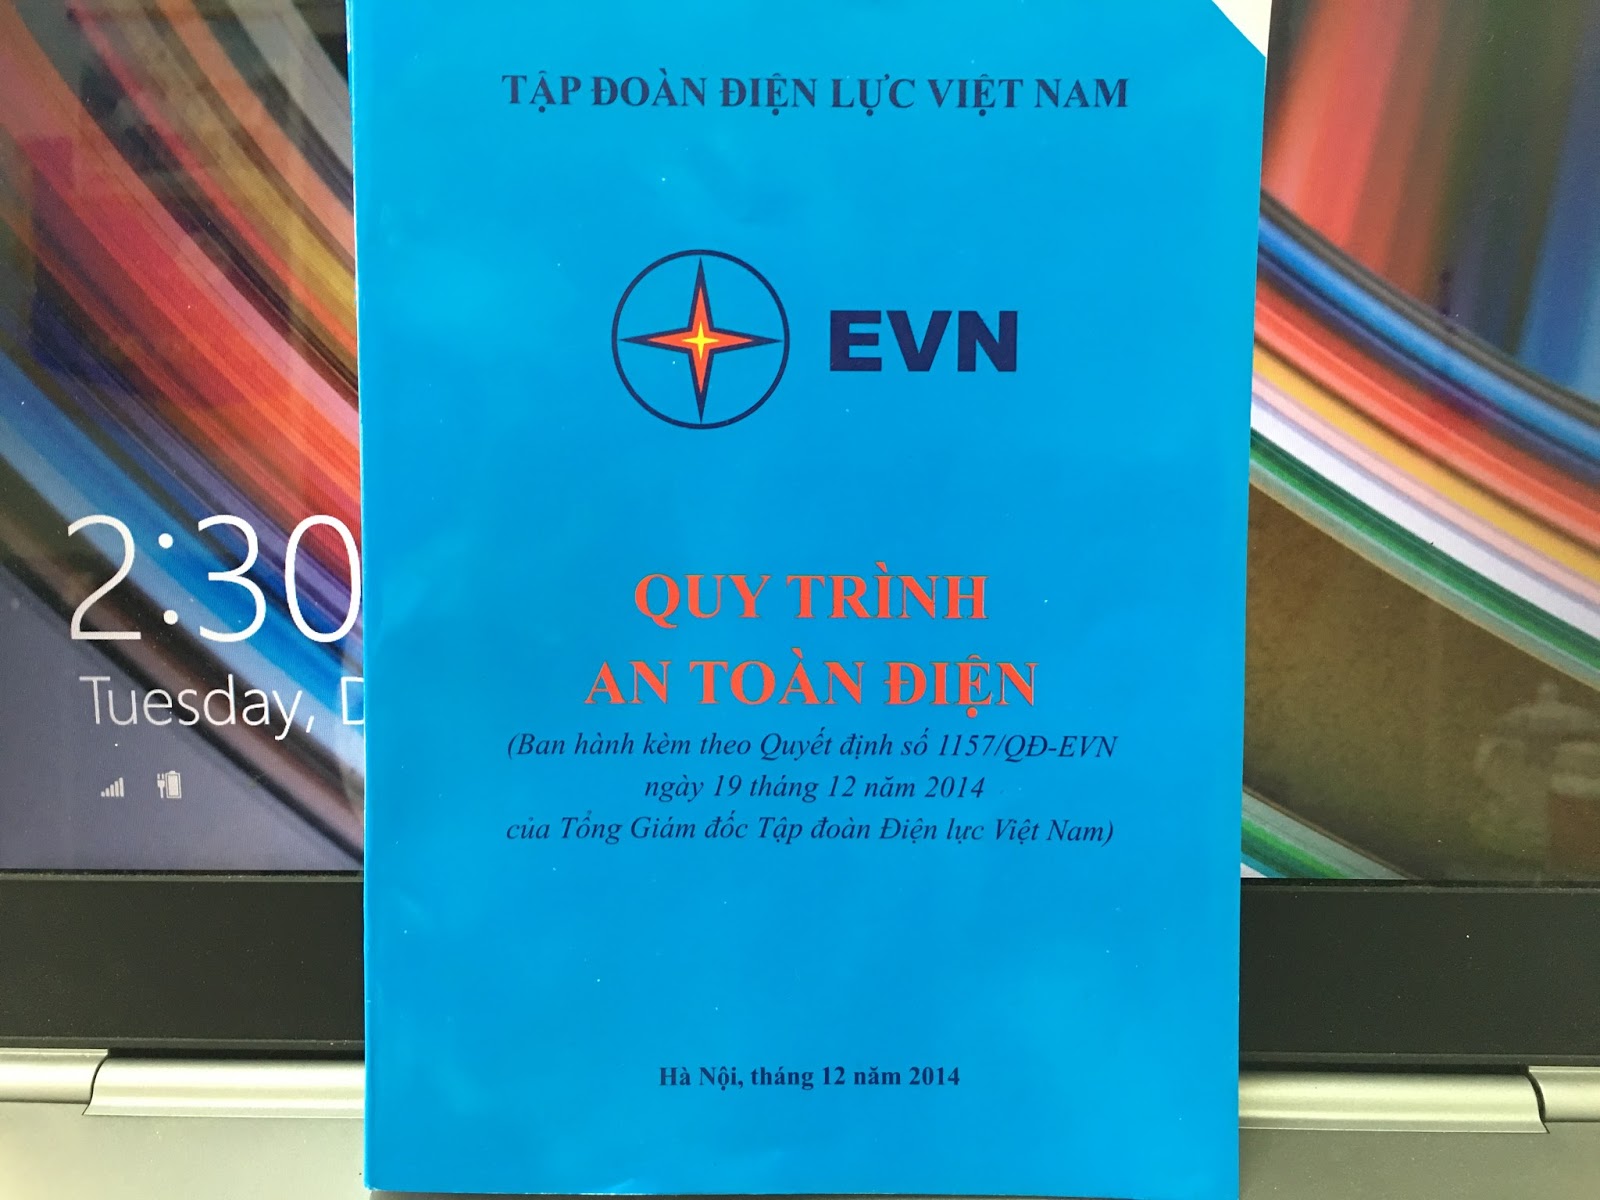 TẬP ĐOÀN ĐIỆN LỰC VIỆT NAM
EVN
QUY TRÌNH
AN TOÀN ĐIỆN
(Ban hành kèm theo Quyết định số 1157/QĐ-EVN
ngày 19 tháng 12 năm 2014
của Tổng Giám đốc Tập đoàn Điện lực Việt Nam)
Hà Nội, tháng 12 năm 2014
2:30
Tuesday, D